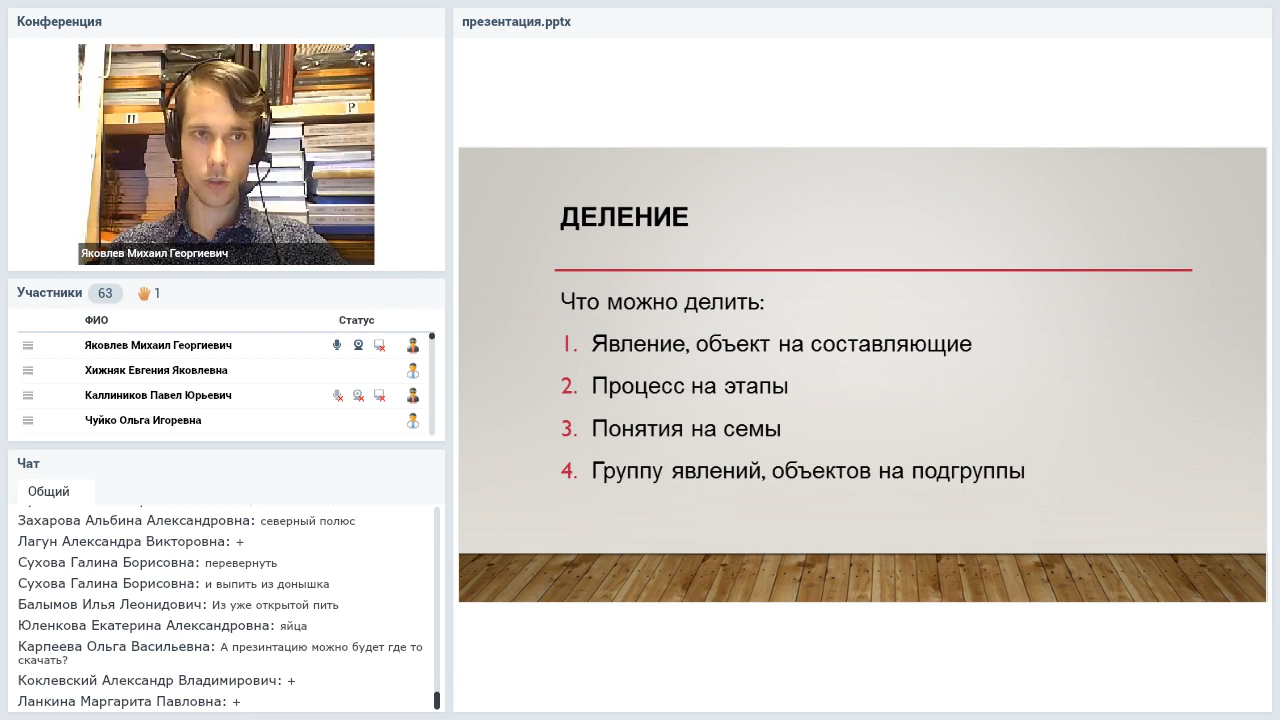 Конференция
П
Р
Яковлев Михаил Георгиевич
Участники 63 1
ФИО Статус
Яковлев Михаил Георгиевич
Хижняк Евгения Яковлевна
Каллиников Павел Юрьевич
Чуйко Ольга Игоревна
Чат
Общий
Захарова Альбина Александровна: северный полюс
Лагун Александра Викторовна: +
Сухова Галина Борисовна: перевернуть
Сухова Галина Борисовна: и выпить из донышка
Балымов Илья Леонидович: Из уже открытой пить
Юленкова Екатерина Александровна: яйца
Карпеева Ольга Васильевна: А презинтацию можно будет где то
скачать?
Коклевский Александр Владимирович: +
Ланкина Маргарита Павловна: +
презентация.pptx
ДЕЛЕНИЕ
Что можно делить:
1. Явление, объект на составляющие
2. Процесс на этапы
3. Понятия на семы
4. Группу явлений, объектов на подгруппы